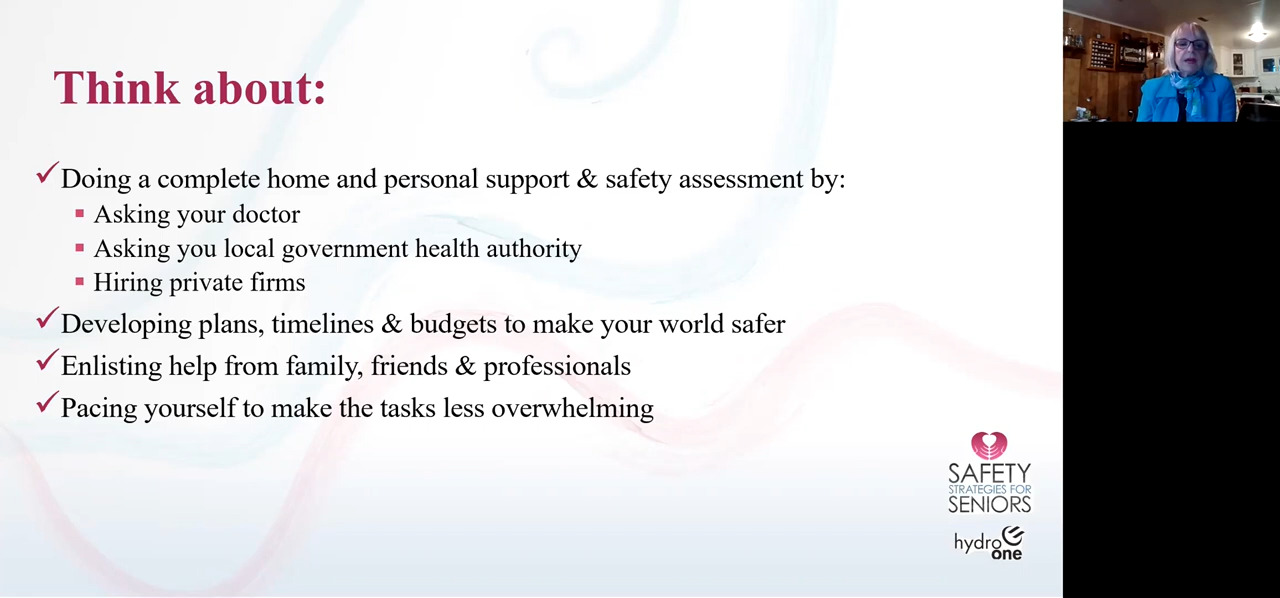 Think about:
Doing a complete home and personal support & safety assessment by:
Asking your doctor
Asking you local government health authority
Hiring private firms
Developing plans, timelines & budgets to make your world safer
Enlisting help from family, friends & professionals
Pacing yourself to make the tasks less overwhelming
SAFETY
STRATEGIES FOR
SENIORS
hydro
one